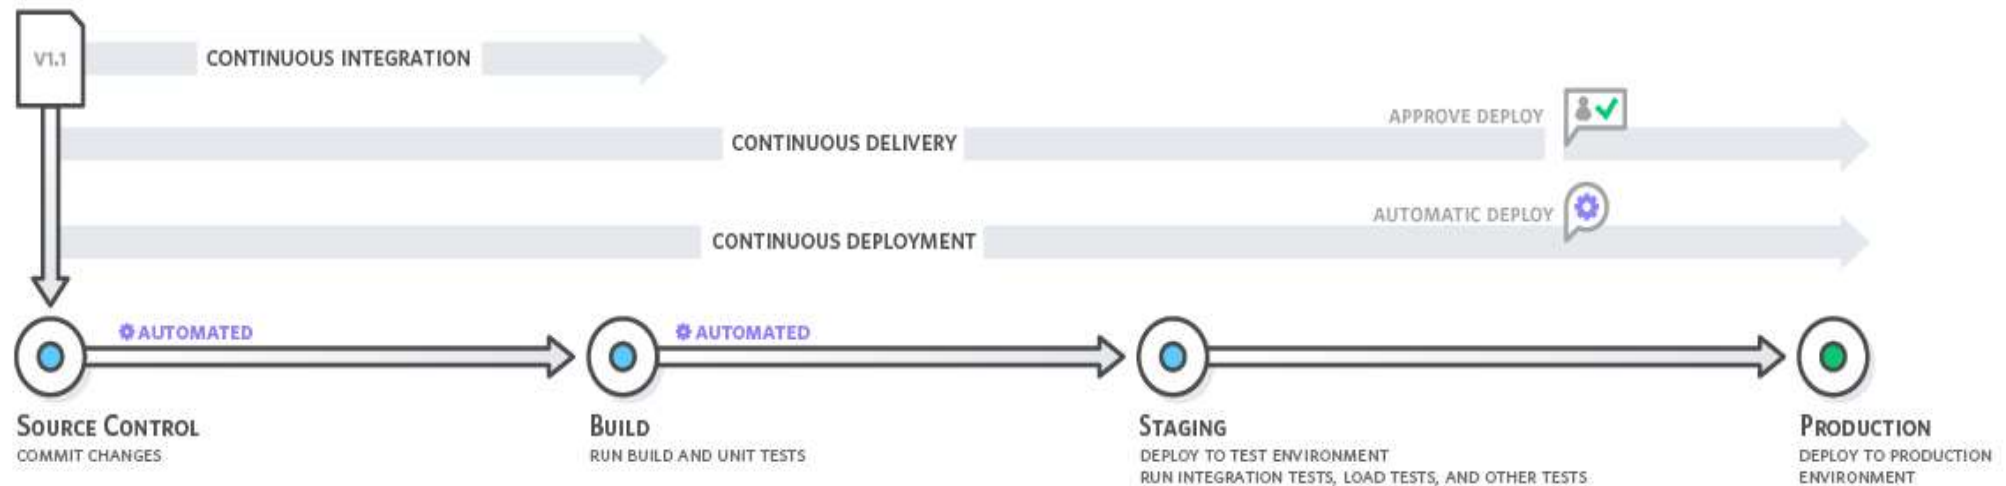 V1.1
CONTINUOUS INTEGRATION
APPROVE DEPLOY
CONTINUOUS DELIVERY
AUTOMATIC DEPLOY
CONTINUOUS DEPLOYMENT
AUTOMATED
AUTOMATED
SOURCE CONTROL
COMMIT CHANGES
BUILD
RUN BUILD AND UNIT TESTS
STAGING
DEPLOY TO TEST ENVIRONMENT
RUN INTEGRATION TESTS, LOAD TESTS, AND OTHER TESTS
PRODUCTION
DEPLOY TO PRODUCTION
ENVIRONMENT